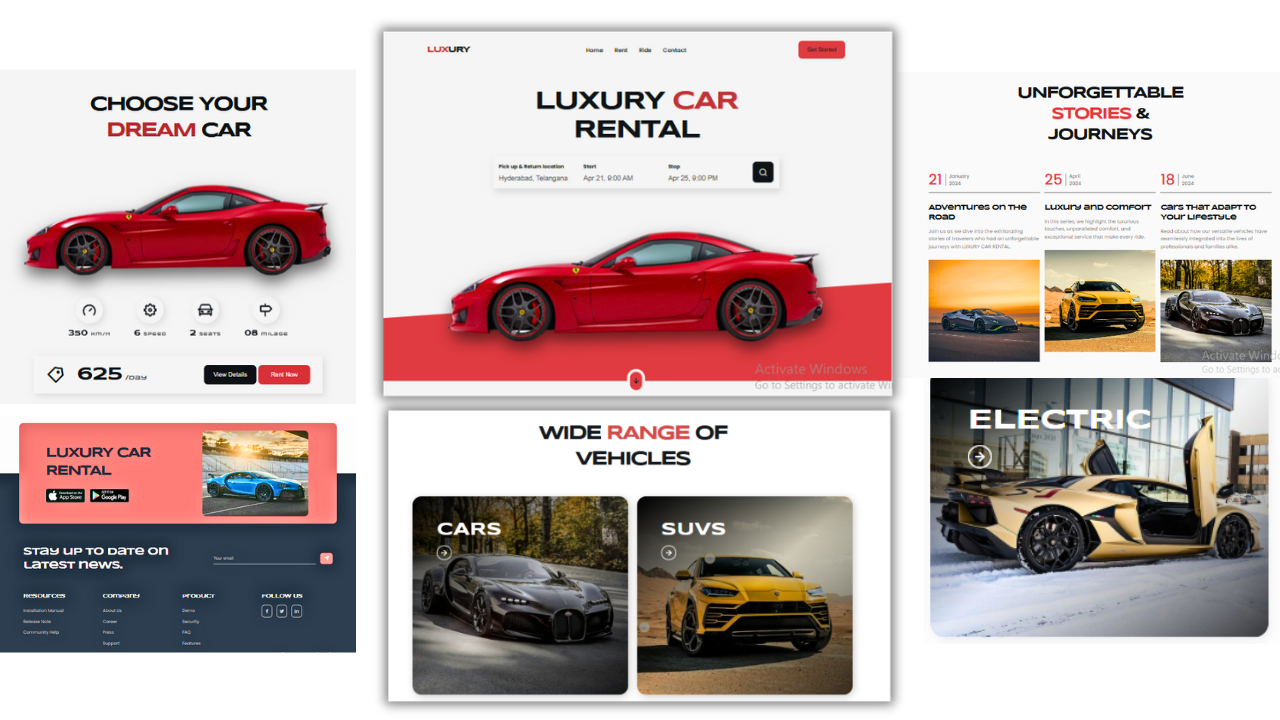 CHOOSE YOUR
DREAM CAR
350 KM/H
6 SPEED
2 SEATS
08 MILAGE
625 /DAY
View Details
Rent Now
LUXURY CAR
RENTAL
Download on the
App Store
Google Play
STAY UP TO DATE ON
LATEST NEWS.
Your email
RESOURCES
Installation Manual
Release Note
Community Help
COMPANY
About Us
Career
Press
Support
PRODUCT
Demo
Security
FAQ
Features
FOLLOW US
LUXURY
Home
Rent
Ride
Contact
Get Started
LUXURY CAR
RENTAL
Pick up & Return location
Hyderabad, Telangana
Start
Apr 21, 9:00 AM
Stop
Apr 25, 9:00 PM
Activate Windows
Go to Settings to activate Wi
WIDE RANGE OF
VEHICLES
CARS
SUVS
UNFORGETTABLE
STORIES &
JOURNEYS
21 January
2024
Adventures on the
Road
Join us as we dive into the exhilarating
stories of travelers who had an unforgettable
journeys with LUXURY CAR RENTAL.
25 April
2024
Luxury and Comfort
In this series, we highlight the luxurious
touches, unparalleled comfort, and
exceptional service that make every ride.
18 June
2024
Cars that Adapt to
Your Lifestyle
Read about how our versatile vehicles have
seamlessly integrated into the lives of
professionals and families alike.
Activate Windo
Go to Settings to ac
ELECTRIC